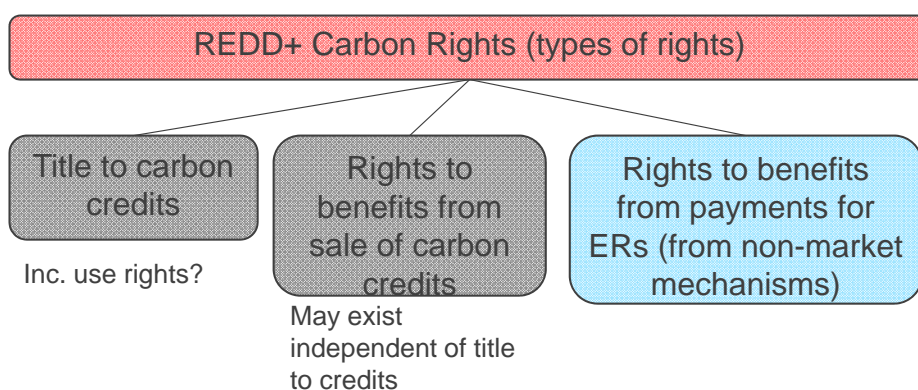 REDD+ Carbon Rights (types of rights)
Title to carbon
credits
Inc. use rights?
Rights to
benefits from
sale of carbon
credits
May exist
independent of title
to credits
Rights to benefits
from payments for
ERs (from non-market
mechanisms)